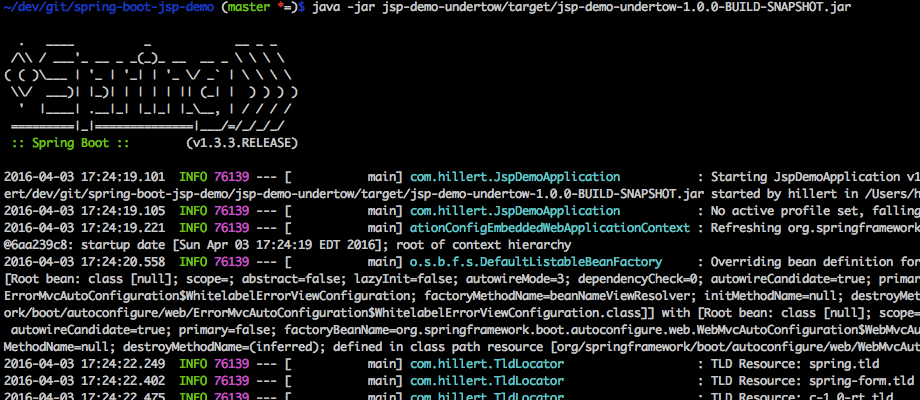 ~/dev/git/spring-boot-jsp-demo (master *=)$ java -jar jsp-demo-undertow/target/jsp-demo-undertow-1.0.0-BUILD-SNAPSHOT.jar
  .   ____          _            __ _ _
 /\\ / ___'_ __ _ _(_)_ __  __ _ \ \ \ \
( ( )\___ | '_ | '_| | '_ \/ _` | \ \ \ \
 \\/  ___)| |_)| | | | | || (_| |  ) ) ) )
  '  |____| .__|_| |_|_| |_\__, | / / / /
 =========|_|==============|___/=/_/_/_/
 :: Spring Boot ::        (v1.3.3.RELEASE)
2016-04-03 17:24:19.101  INFO 76139 --- [           main] com.hillert.JspDemoApplication           : Starting JspDemoApplication v1
ert/dev/git/spring-boot-jsp-demo/jsp-demo-undertow/target/jsp-demo-undertow-1.0.0-BUILD-SNAPSHOT.jar started by hillert in /Users/h
2016-04-03 17:24:19.105  INFO 76139 --- [           main] com.hillert.JspDemoApplication           : No active profile set, falling
2016-04-03 17:24:19.221  INFO 76139 --- [           main] ationConfigEmbeddedWebApplicationContext : Refreshing org.springframework
@6aa239c8: startup date [Sun Apr 03 17:24:19 EDT 2016]; root of context hierarchy
2016-04-03 17:24:20.558  INFO 76139 --- [           main] o.s.b.f.s.DefaultListableBeanFactory     : Overriding bean definition for
[Root bean: class [null]; scope=; abstract=false; lazyInit=false; autowireMode=3; dependencyCheck=0; autowireCandidate=true; primar
ErrorMvcAutoConfiguration$WhitelabelErrorViewConfiguration; factoryMethodName=beanNameViewResolver; initMethodName=null; destroyMet
ork/boot/autoconfigure/web/ErrorMvcAutoConfiguration$WhitelabelErrorViewConfiguration.class]] with [Root bean: class [null]; scope=
 autowireCandidate=true; primary=false; factoryBeanName=org.springframework.boot.autoconfigure.web.WebMvcAutoConfiguration$WebMvcAu
MethodName=null; destroyMethodName=(inferred); defined in class path resource [org/springframework/boot/autoconfigure/web/WebMvcAut
2016-04-03 17:24:22.249  INFO 76139 --- [           main] com.hillert.TldLocator                   : TLD Resource: spring.tld
2016-04-03 17:24:22.402  INFO 76139 --- [           main] com.hillert.TldLocator                   : TLD Resource: spring-form.tld
2016-04-03 17:24:22.475  INFO 76139 --- [           main] com.hillert.TldLocator                   : TLD Resource: c-1_0-rt.tld